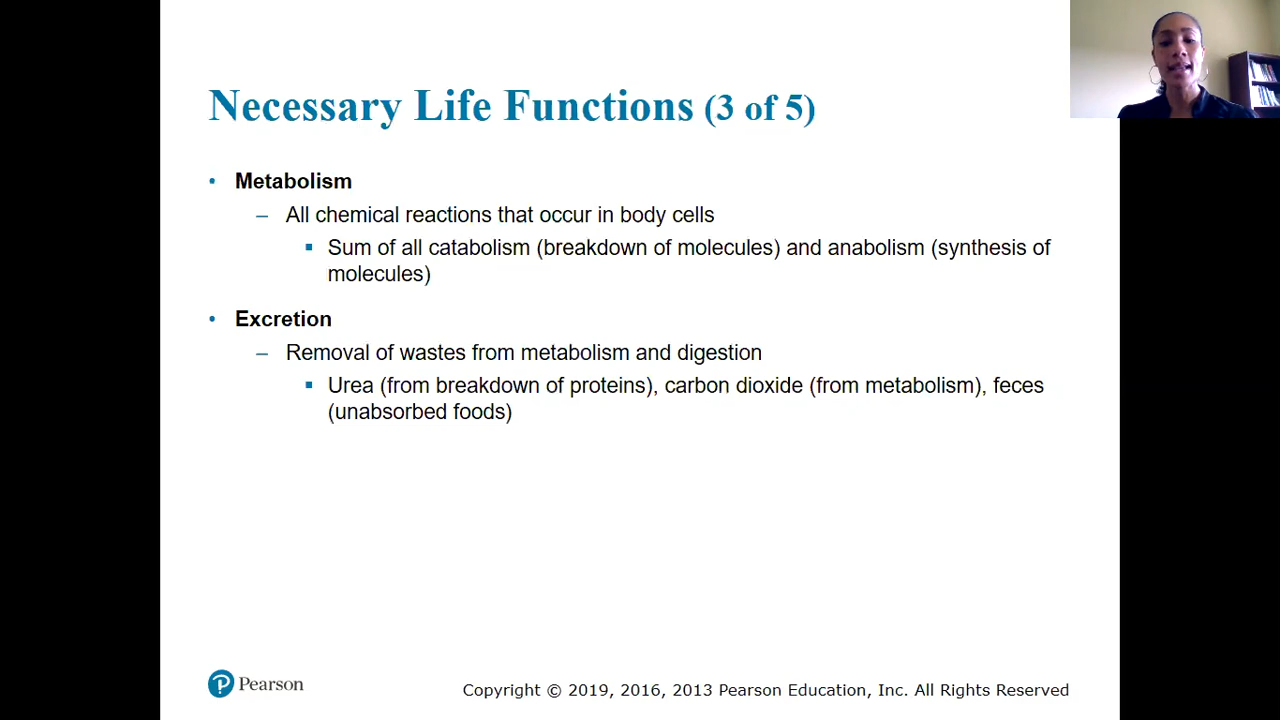 Necessary Life Functions (3 of 5)
• Metabolism
– All chemical reactions that occur in body cells
▪ Sum of all catabolism (breakdown of molecules) and anabolism (synthesis of
molecules)
• Excretion
– Removal of wastes from metabolism and digestion
▪ Urea (from breakdown of proteins), carbon dioxide (from metabolism), feces
(unabsorbed foods)
Pearson
Copyright © 2019, 2016, 2013 Pearson Education, Inc. All Rights Reserved